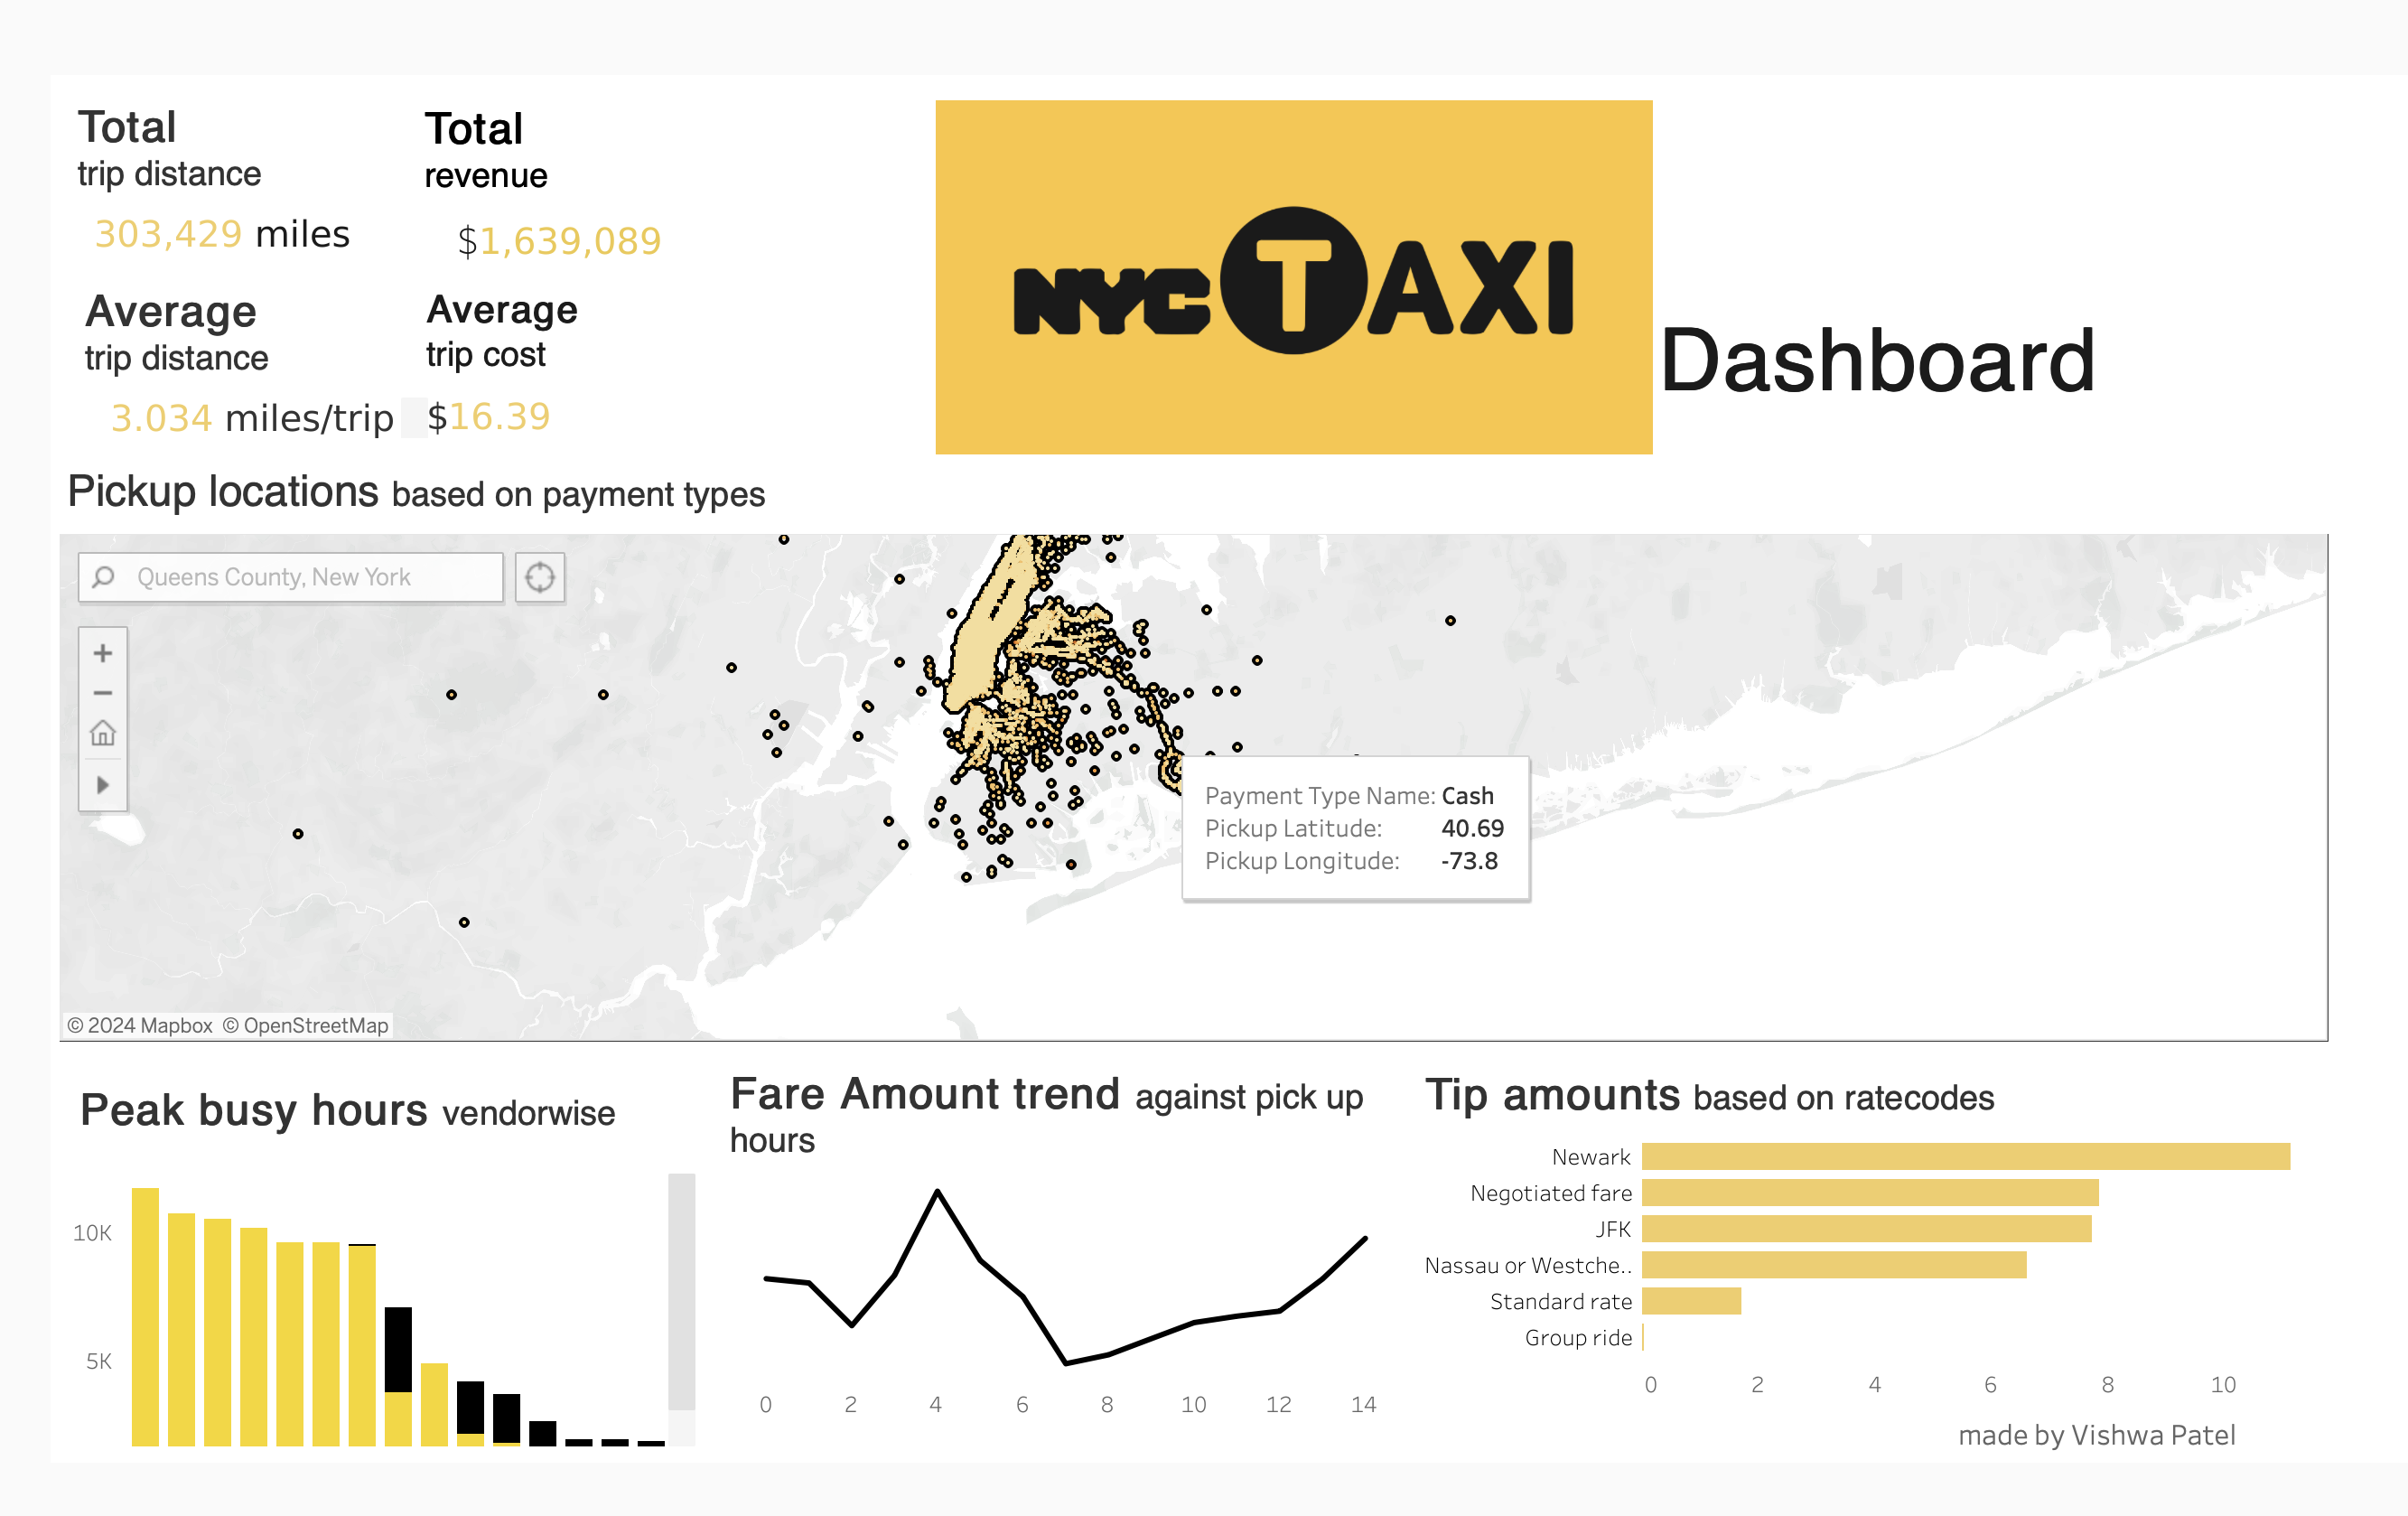 Total
trip distance
303,429 miles
Total
revenue
$1,639,089
Average
trip distance
3.034 miles/trip
Average
trip cost
$16.39
NYC TAXI
Dashboard
Pickup locations based on payment types
Queens County, New York
+
−
Payment Type Name: Cash
Pickup Latitude: 40.69
Pickup Longitude: -73.8
© 2024 Mapbox © OpenStreetMap
Peak busy hours vendorwise
10K
5K
Fare Amount trend against pick up
hours
0 2 4 6 8 10 12 14
Tip amounts based on ratecodes
Newark
Negotiated fare
JFK
Nassau or Westche..
Standard rate
Group ride
0 2 4 6 8 10
made by Vishwa Patel